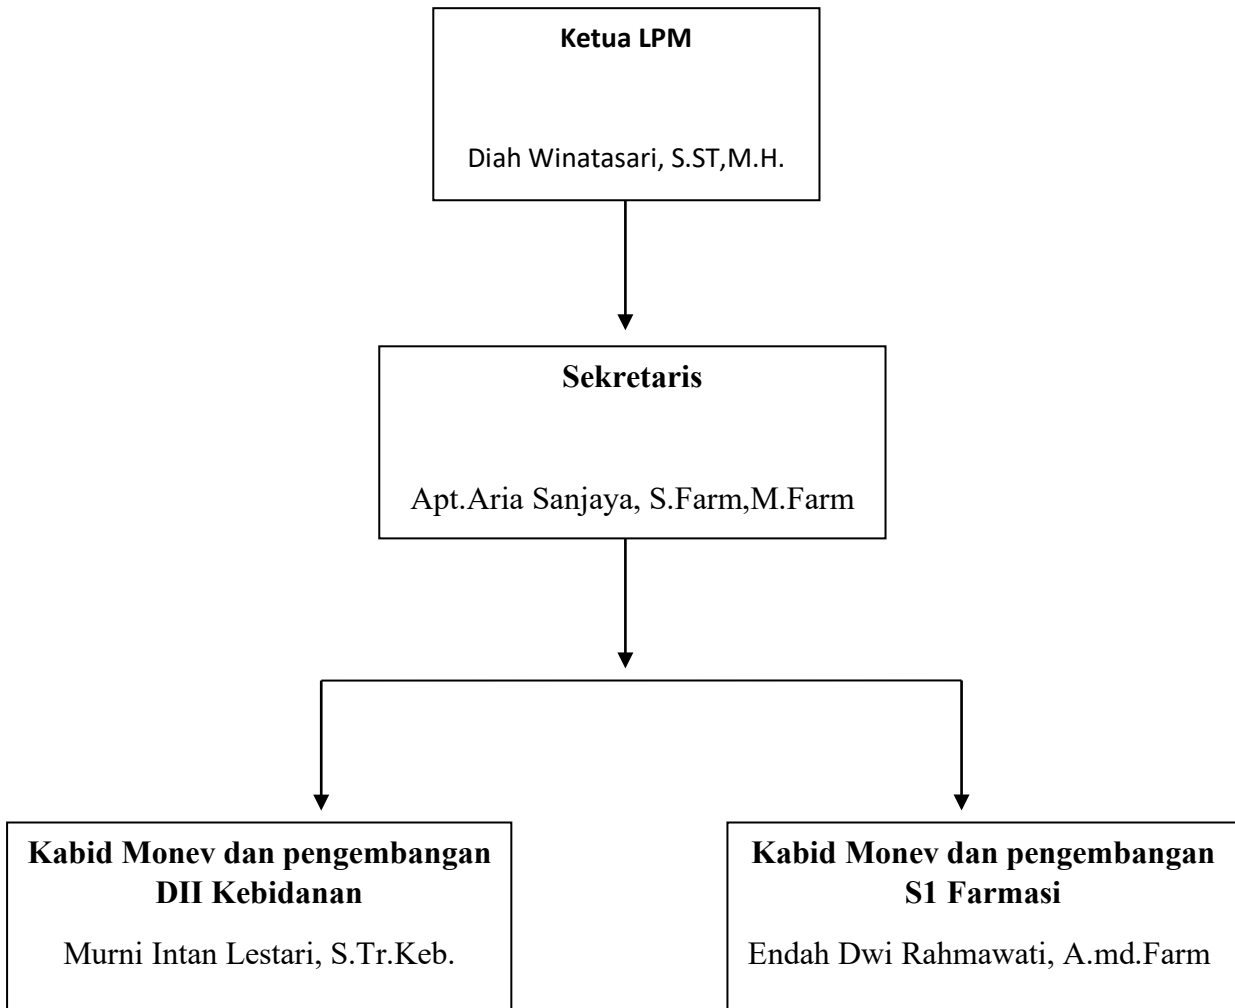 Ketua LPM
Diah Winatasari, S.ST,M.H.
Sekretaris
Apt.Aria Sanjaya, S.Farm,M.Farm
Kabid Monev dan pengembangan
DII Kebidanan
Murni Intan Lestari, S.Tr.Keb.
Kabid Monev dan pengembangan
S1 Farmasi
Endah Dwi Rahmawati, A.md.Farm